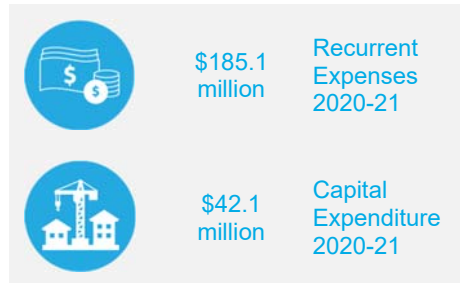 $
$
$185.1
million
Recurrent
Expenses
2020-21
$42.1
million
Capital
Expenditure
2020-21